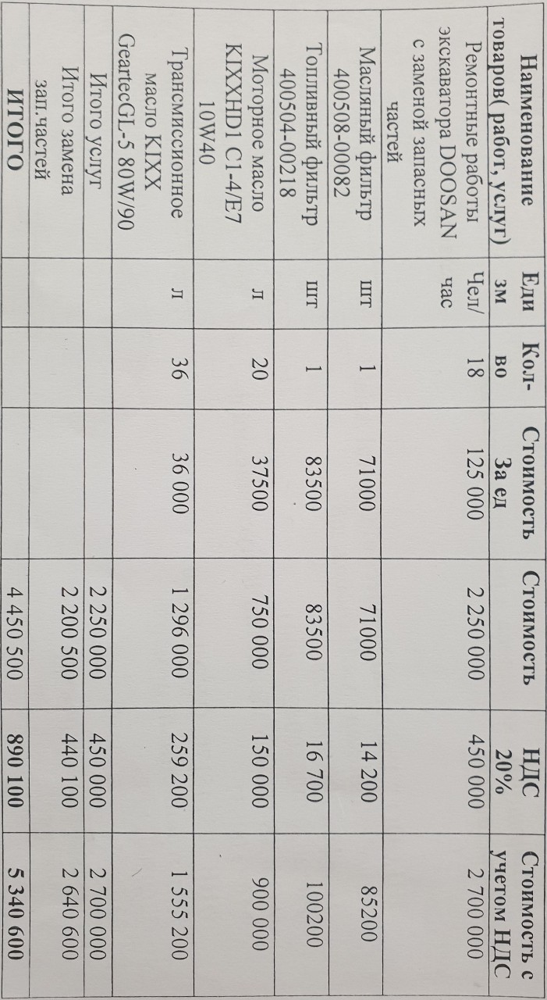 Наименование товаров( работ, услуг) Едизм Кол-во Стоимость За ед Стоимость НДС 20% Стоимость с учетом НДС
Ремонтные работы экскаватора DOOSAN с заменой запасных частей Чел/час 18 125 000 2 250 000 450 000 2 700 000
Масляный фильтр 400508-00082 шт 1 71000 71000 14 200 85200
Топливный фильтр 400504-00218 шт 1 83500 83500 16 700 100200
Моторное масло KIXXHD1 C1-4/E7 10W40 л 20 37500 750 000 150 000 900 000
Трансмиссионное масло KIXX GeartecGL-5 80W/90 л 36 36 000 1 296 000 259 200 1 555 200
Итого услуг 2 250 000 450 000 2 700 000
Итого замена зап.частей 2 200 500 440 100 2 640 600
ИТОГО 4 450 500 890 100 5 340 600